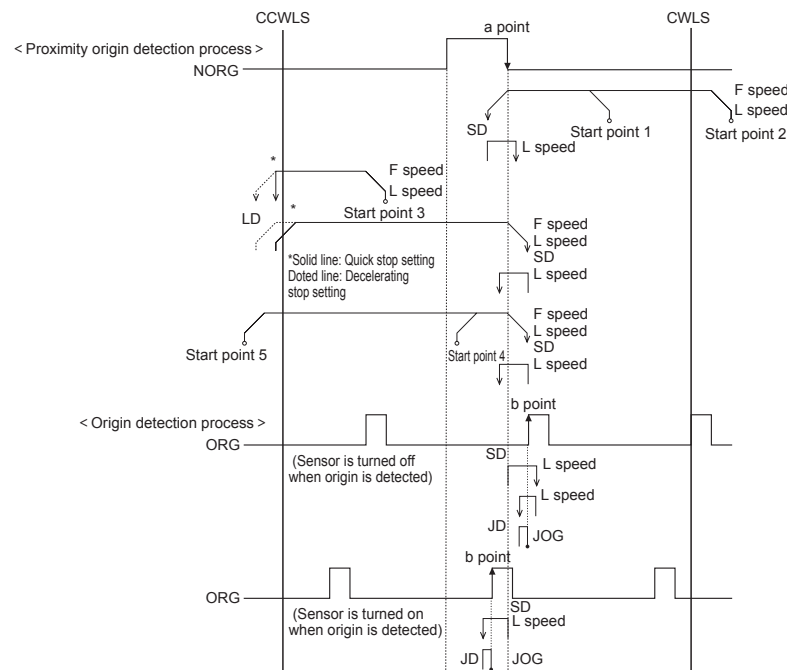 CCWLS
CWLS
a point
< Proximity origin detection process >
NORG
F speed
L speed
SD
Start point 1
Start point 2
L speed
*
F speed
L speed
LD
Start point 3
*
F speed
L speed
SD
*Solid line: Quick stop setting
Doted line: Decelerating
stop setting
L speed
F speed
L speed
SD
Start point 5
Start point 4
L speed
b point
< Origin detection process >
ORG
(Sensor is turned off
when origin is detected)
SD
L speed
L speed
JD
JOG
b point
ORG
(Sensor is turned on
when origin is detected)
SD
L speed
JD
JOG